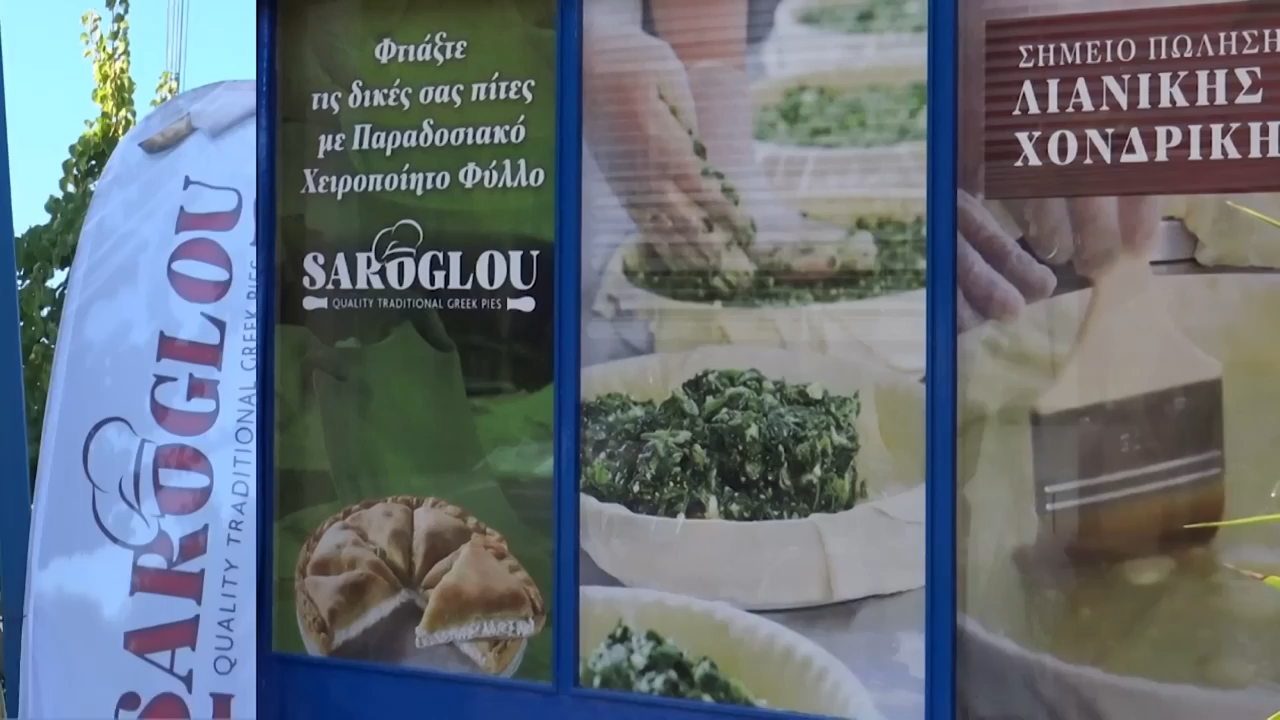 Φτιάξτε
τις δικές σας πίτες
με Παραδοσιακό
Χειροποίητο Φύλλο
SAROGLOU
QUALITY TRADITIONAL GREEK PIES
ΣΗΜΕΙΟ ΠΩΛΗΣΗ
ΛΙΑΝΙΚΗΣ
ΧΟΝΔΡΙΚΗ
SAROGLOU
QUALITY TRADITIONAL GREEK PIES